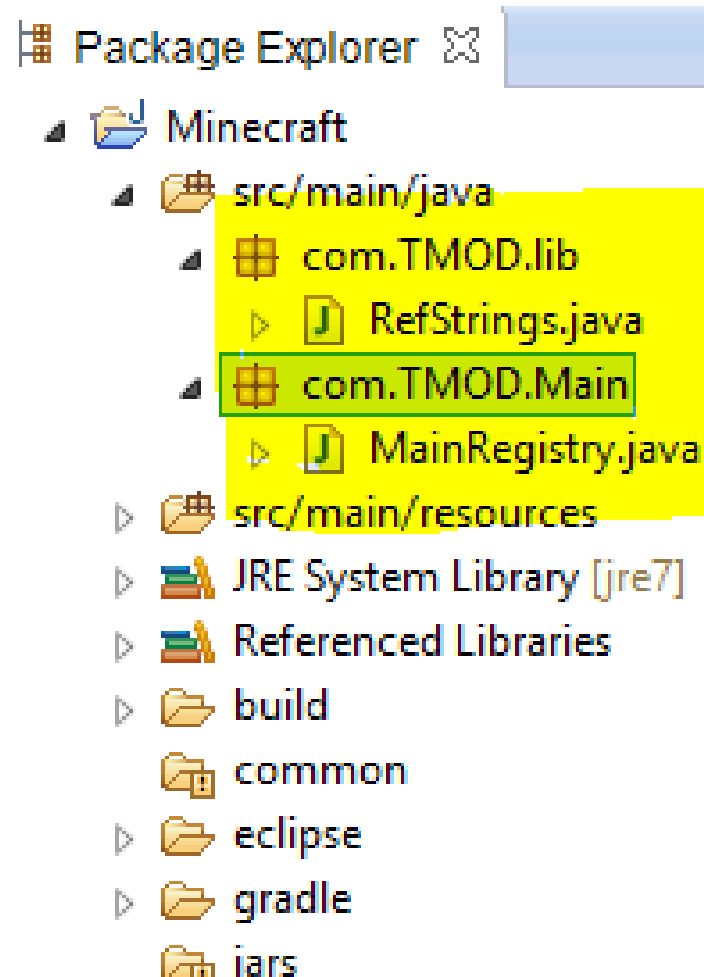 Package Explorer
Minecraft
src/main/java
com.TMOD.lib
RefStrings.java
com.TMOD.Main
MainRegistry.java
src/main/resources
JRE System Library [jre7]
Referenced Libraries
build
common
eclipse
gradle
jars